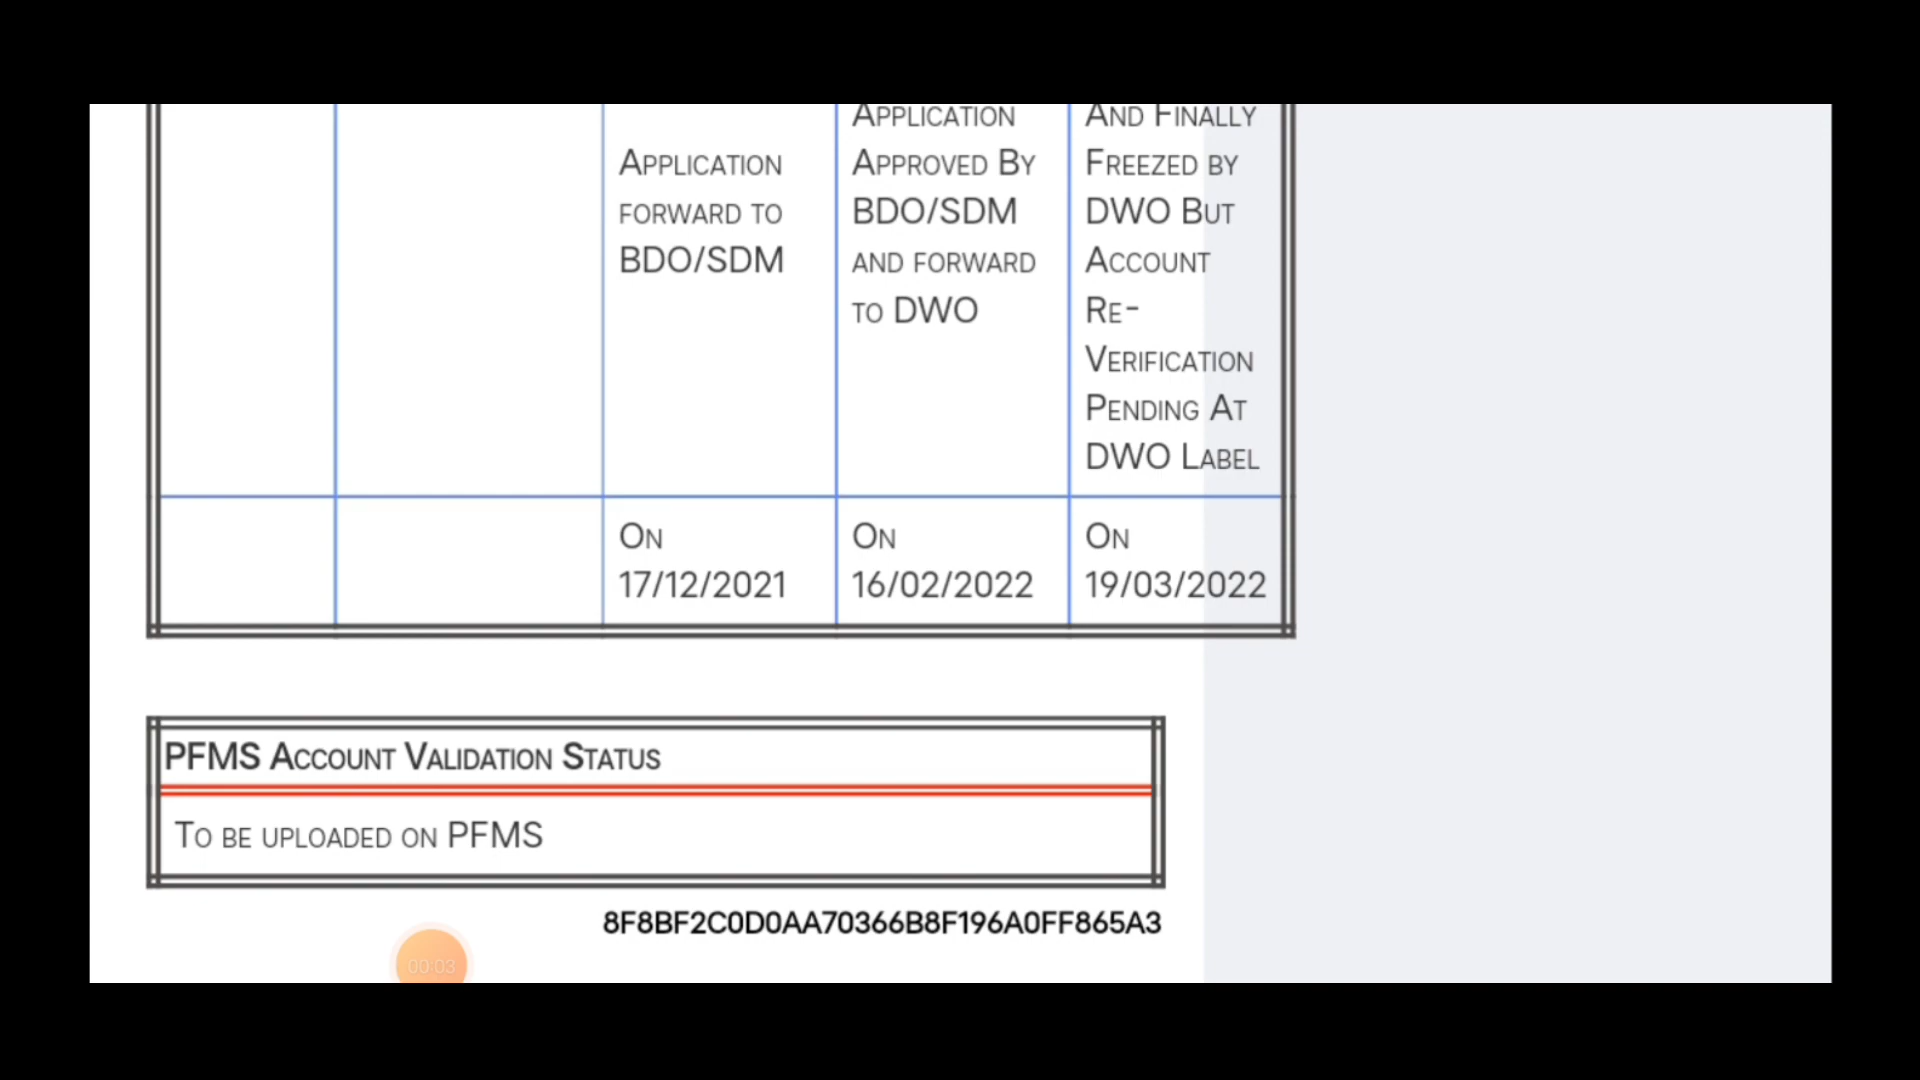 Application
forward to
BDO/SDM
Application
Approved By
BDO/SDM
and forward
to DWO
And Finally
Freezed by
DWO But
Account
Re-
Verification
Pending At
DWO Label
On
17/12/2021
On
16/02/2022
On
19/03/2022
PFMS Account Validation Status
To be uploaded on PFMS
8F8BF2C0D0AA70366B8F196A0FF865A3
00:03